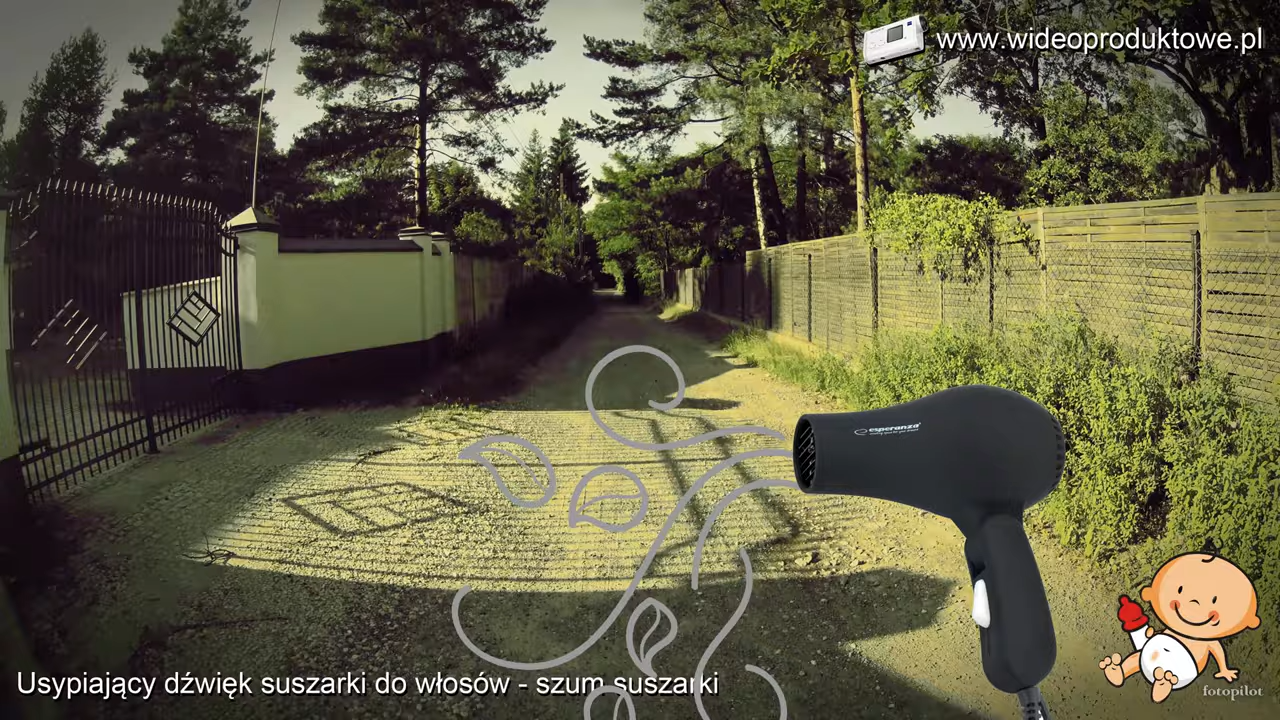 www.wideoproduktowe.pl
esperanza
Usypiający dźwięk suszarki do włosów - szum suszarki
fotopilot